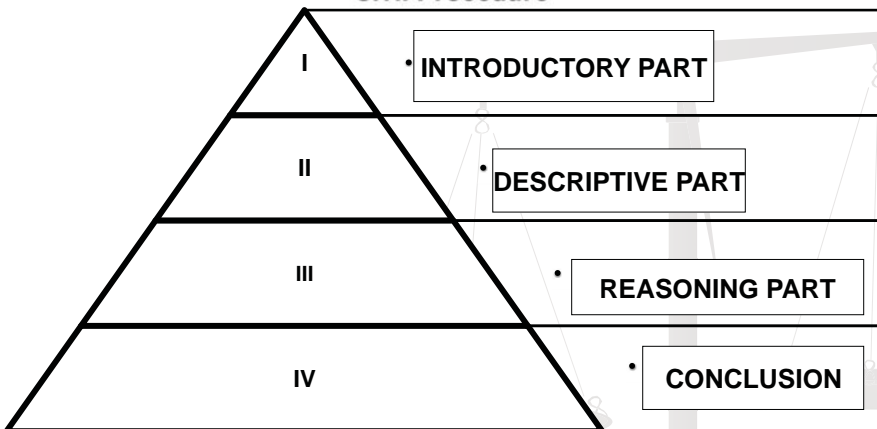 I
• INTRODUCTORY PART
II
• DESCRIPTIVE PART
III
• REASONING PART
IV
• CONCLUSION